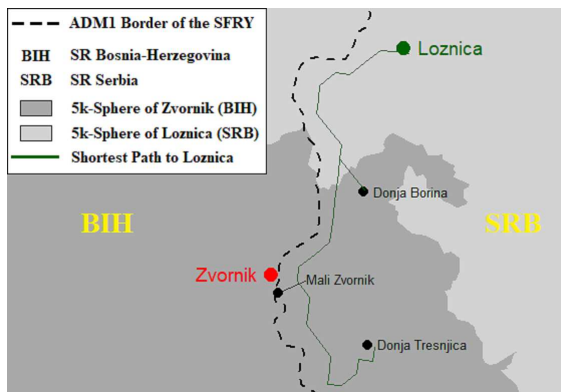 ADM1 Border of the SFRY
BIH SR Bosnia-Herzegovina
SRB SR Serbia
5k-Sphere of Zvornik (BIH)
5k-Sphere of Loznica (SRB)
Shortest Path to Loznica
Loznica
Donja Borina
BIH
SRB
Zvornik
Mali Zvornik
Donja Tresnjica